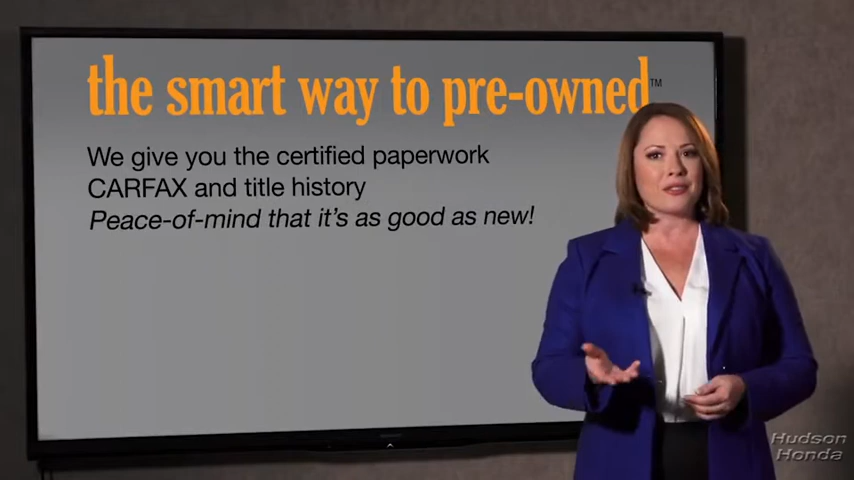 the smart way to pre-owned™
We give you the certified paperwork
CARFAX and title history
Peace-of-mind that it's as good as new!
Hudson
Honda